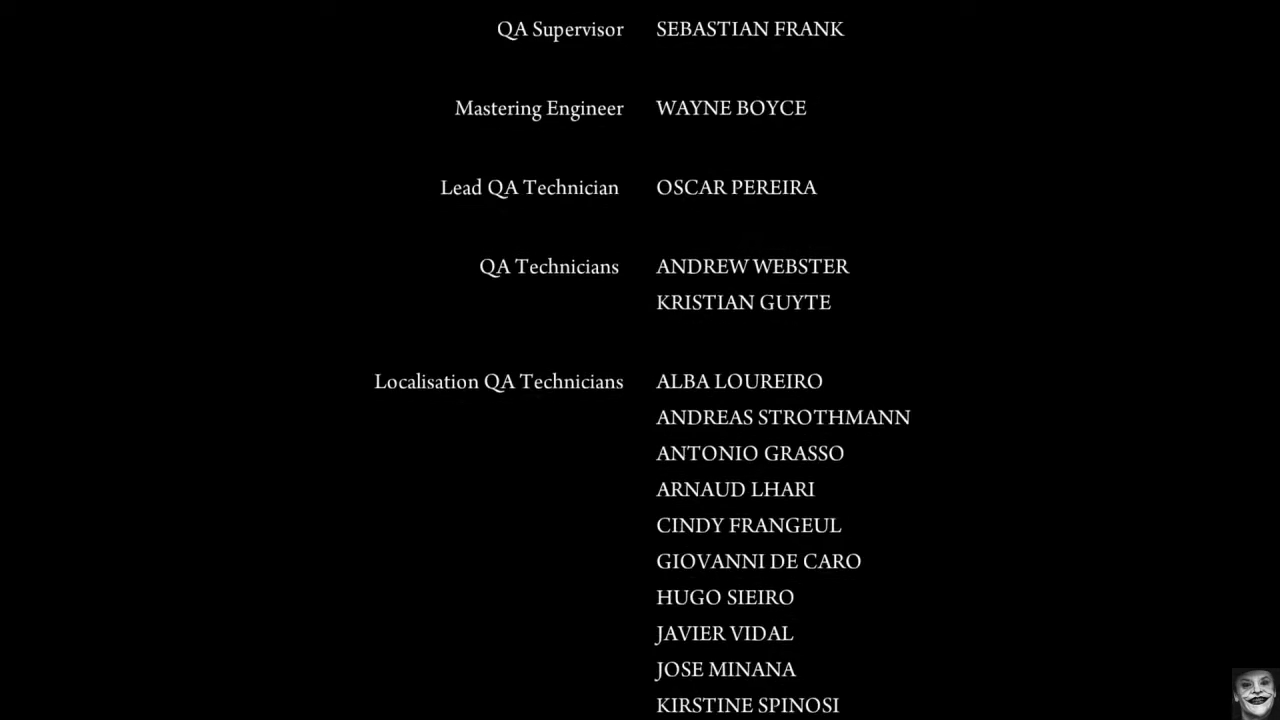 QA Supervisor SEBASTIAN FRANK
Mastering Engineer WAYNE BOYCE
Lead QA Technician OSCAR PEREIRA
QA Technicians ANDREW WEBSTER
KRISTIAN GUYTE
Localisation QA Technicians ALBA LOUREIRO
ANDREAS STROTHMANN
ANTONIO GRASSO
ARNAUD LHARI
CINDY FRANGEUL
GIOVANNI DE CARO
HUGO SIEIRO
JAVIER VIDAL
JOSE MINANA
KIRSTINE SPINOSI